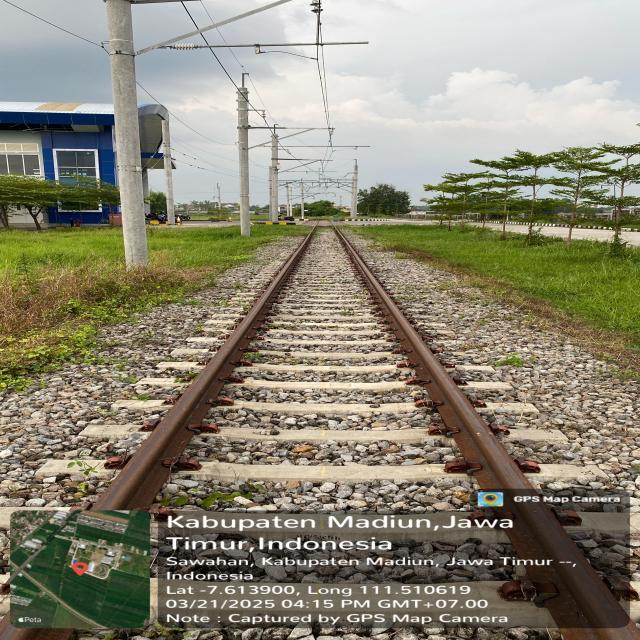 GPS Map Camera
Kabupaten Madiun,Jawa
Timur,Indonesia
Sawahan, Kabupaten Madiun, Jawa Timur --,
Indonesia
Lat -7.613900, Long 111.510619
03/21/2025 04:15 PM GMT+07.00
Note : Captured by GPS Map Camera
Peta